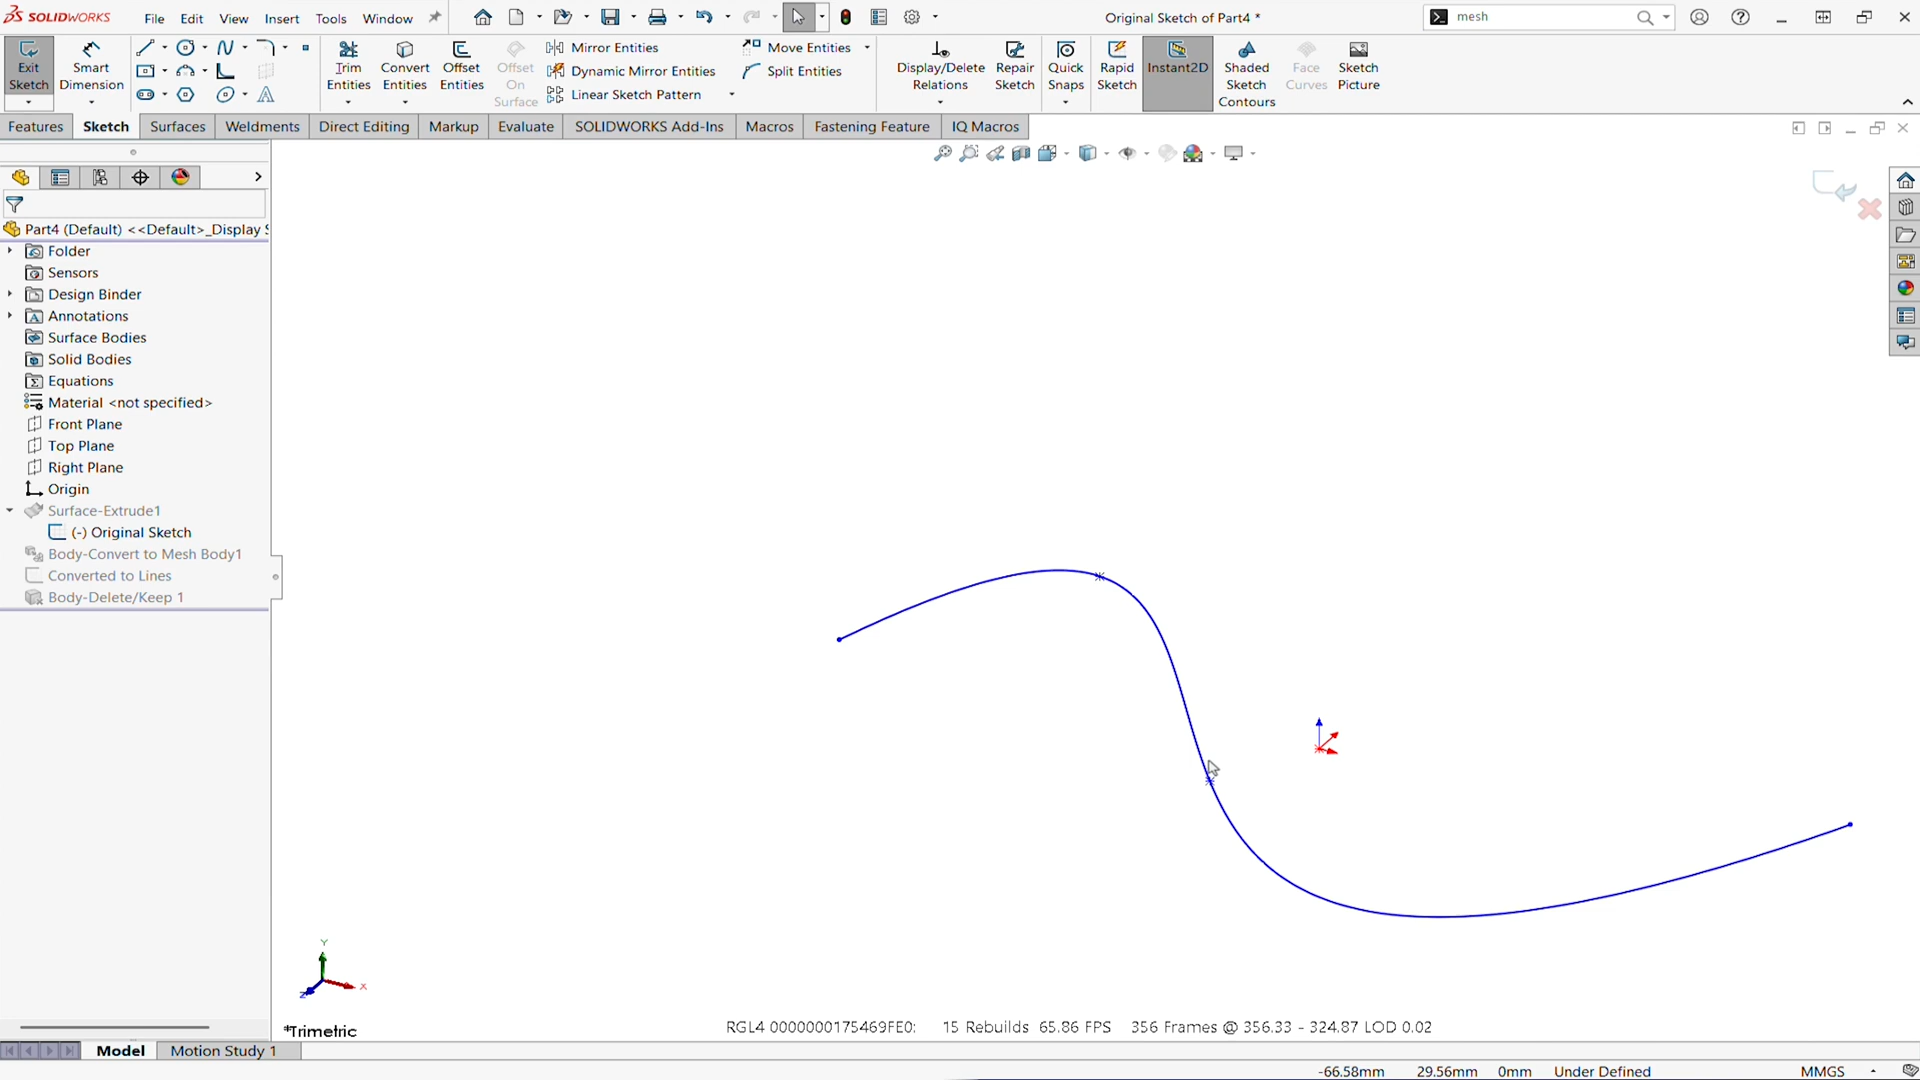 SOLIDWORKS
File Edit View Insert Tools Window
Original Sketch of Part4 *
mesh
Exit Sketch
Smart Dimension
Trim Entities
Convert Entities
Offset Entities
Offset On Surface
Mirror Entities
Dynamic Mirror Entities
Linear Sketch Pattern
Move Entities
Split Entities
Display/Delete Relations
Repair Sketch
Quick Snaps
Rapid Sketch
Instant2D
Shaded Sketch Contours
Face Curves
Sketch Picture
Features Sketch Surfaces Weldments Direct Editing Markup Evaluate SOLIDWORKS Add-Ins Macros Fastening Feature IQ Macros
Part4 (Default) <<Default>_Display S
Folder
Sensors
Design Binder
Annotations
Surface Bodies
Solid Bodies
Equations
Material <not specified>
Front Plane
Top Plane
Right Plane
Origin
Surface-Extrude1
(-) Original Sketch
Body-Convert to Mesh Body1
Converted to Lines
Body-Delete/Keep 1
Y
X
Z
*Trimetric
RGL4 0000000175469FE0: 15 Rebuilds 65.86 FPS 356 Frames @ 356.33 - 324.87 LOD 0.02
Model Motion Study 1
-66.58mm 29.56mm 0mm Under Defined MMGS